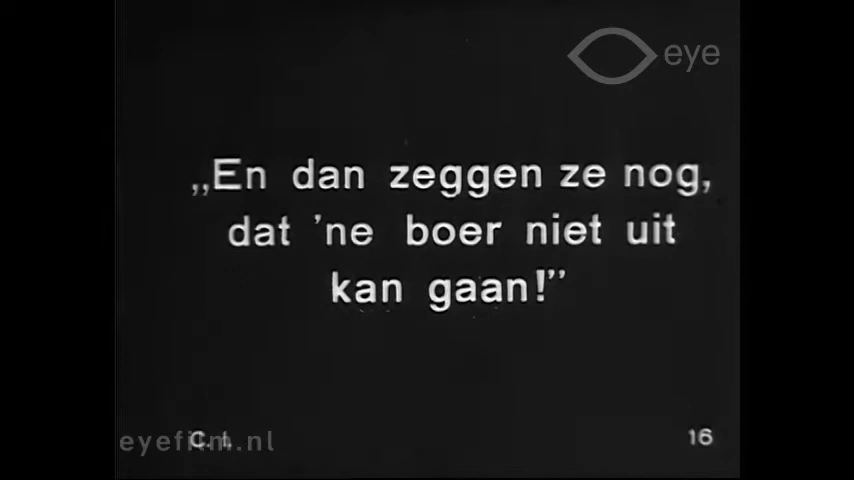 eye
„En dan zeggen ze nog,
dat 'ne boer niet uit
kan gaan!”
eyefilm.nl
C. t.
16